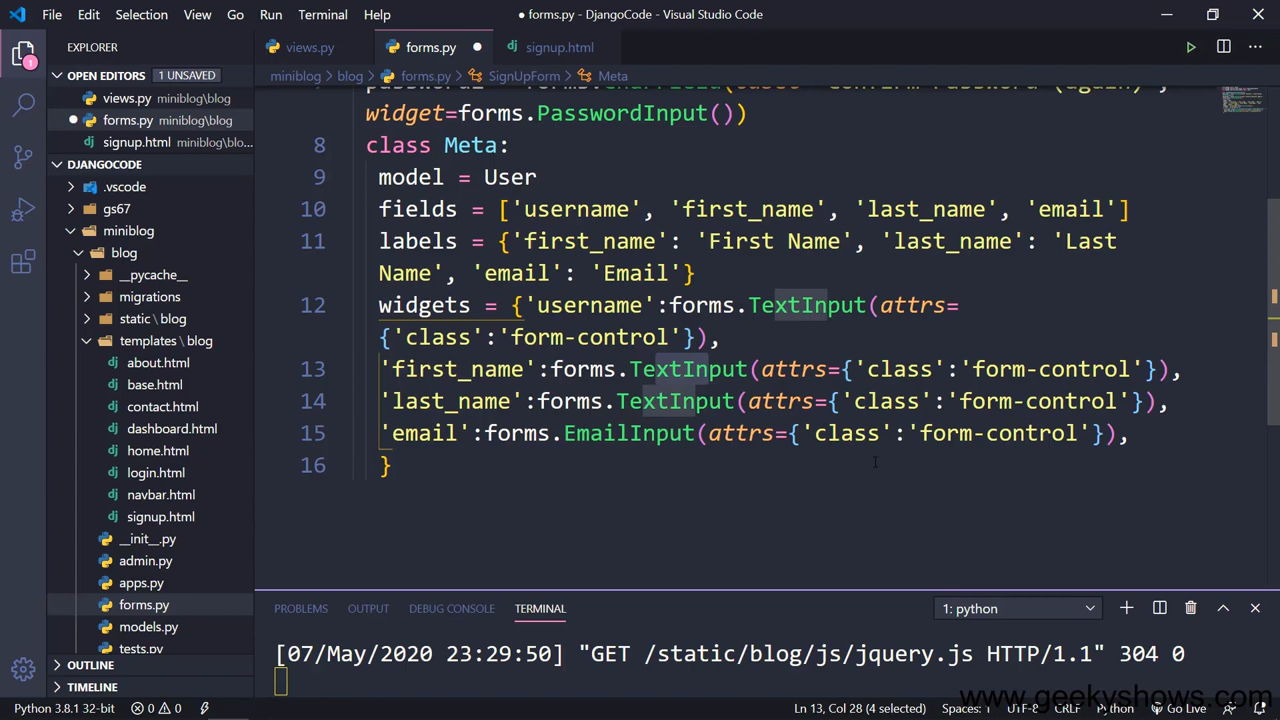 File Edit Selection View Go Run Terminal Help
● forms.py - DjangoCode - Visual Studio Code
EXPLORER
OPEN EDITORS 1 UNSAVED
views.py miniblog\blog
forms.py miniblog\blog
signup.html miniblog\blo...
DJANGOCODE
.vscode
gs67
miniblog
blog
__pycache__
migrations
static \ blog
templates \ blog
about.html
base.html
contact.html
dashboard.html
home.html
login.html
navbar.html
signup.html
__init__.py
admin.py
apps.py
forms.py
models.py
tests.py
OUTLINE
TIMELINE
views.py forms.py signup.html
miniblog > blog > forms.py > SignUpForm > Meta
widget=forms.PasswordInput())
8 class Meta:
9 model = User
10 fields = ['username', 'first_name', 'last_name', 'email']
11 labels = {'first_name': 'First Name', 'last_name': 'Last
Name', 'email': 'Email'}
12 widgets = {'username':forms.TextInput(attrs=
{'class':'form-control'}),
13 'first_name':forms.TextInput(attrs={'class':'form-control'}),
14 'last_name':forms.TextInput(attrs={'class':'form-control'}),
15 'email':forms.EmailInput(attrs={'class':'form-control'}),
16 }
PROBLEMS OUTPUT DEBUG CONSOLE TERMINAL 1: python
[07/May/2020 23:29:50] "GET /static/blog/js/jquery.js HTTP/1.1" 304 0
www.geekyshows.com
Python 3.8.1 32-bit 0 0 Ln 13, Col 28 (4 selected) Spaces: 1 UTF-8 CRLF Python Go Live
1